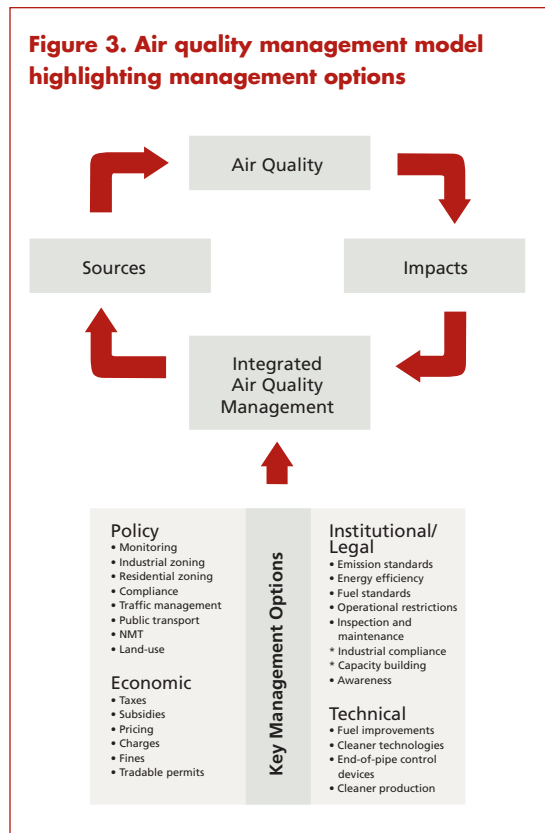 Figure 3. Air quality management model
highlighting management options
Air Quality
Sources
Impacts
Integrated
Air Quality
Management
Key Management Options
Policy
• Monitoring
• Industrial zoning
• Residential zoning
• Compliance
• Traffic management
• Public transport
• NMT
• Land-use
Economic
• Taxes
• Subsidies
• Pricing
• Charges
• Fines
• Tradable permits
Institutional/
Legal
• Emission standards
• Energy efficiency
• Fuel standards
• Operational restrictions
• Inspection and
maintenance
* Industrial compliance
* Capacity building
• Awareness
Technical
• Fuel improvements
• Cleaner technologies
• End-of-pipe control
devices
• Cleaner production